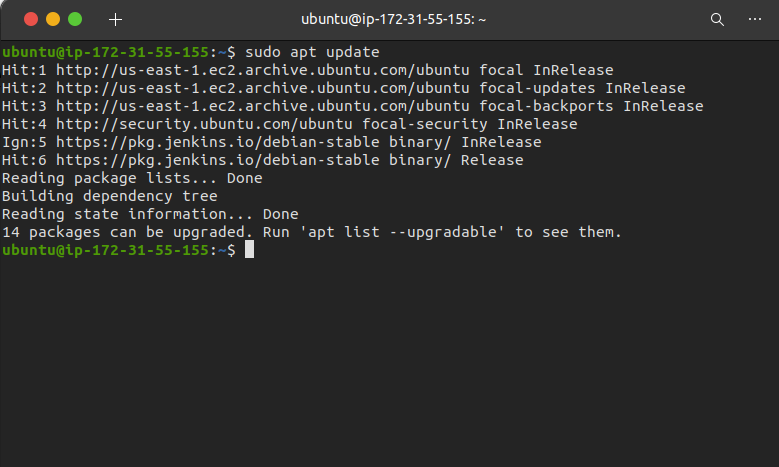 ubuntu@ip-172-31-55-155: ~
ubuntu@ip-172-31-55-155:~$ sudo apt update
Hit:1 http://us-east-1.ec2.archive.ubuntu.com/ubuntu focal InRelease
Hit:2 http://us-east-1.ec2.archive.ubuntu.com/ubuntu focal-updates InRelease
Hit:3 http://us-east-1.ec2.archive.ubuntu.com/ubuntu focal-backports InRelease
Hit:4 http://security.ubuntu.com/ubuntu focal-security InRelease
Ign:5 https://pkg.jenkins.io/debian-stable binary/ InRelease
Hit:6 https://pkg.jenkins.io/debian-stable binary/ Release
Reading package lists... Done
Building dependency tree
Reading state information... Done
14 packages can be upgraded. Run 'apt list --upgradable' to see them.
ubuntu@ip-172-31-55-155:~$